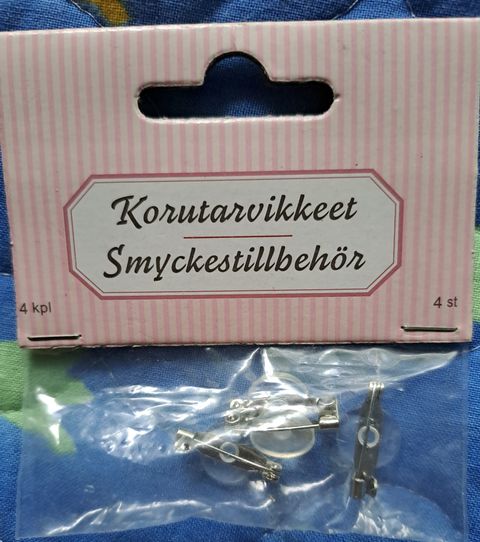 Korutarvikkeet
Smyckestillbehör
4 kpl
4 st